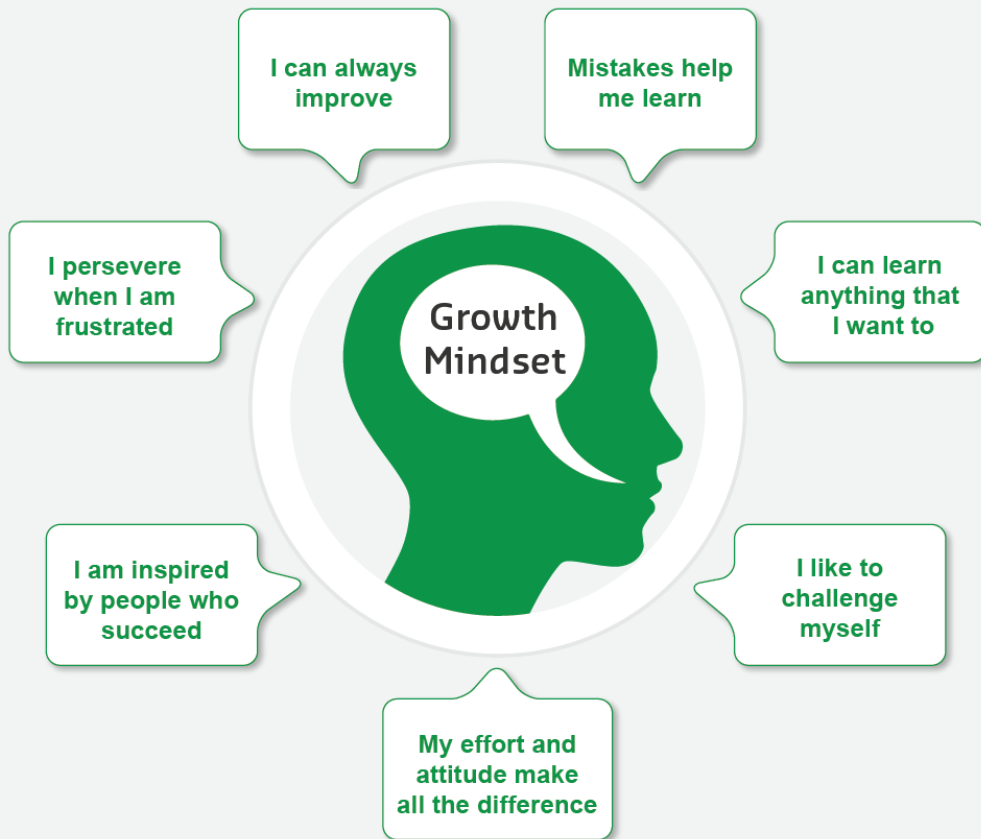 I can always
improve
Mistakes help
me learn
I persevere
when I am
frustrated
Growth
Mindset
I can learn
anything that
I want to
I am inspired
by people who
succeed
I like to
challenge
myself
My effort and
attitude make
all the difference